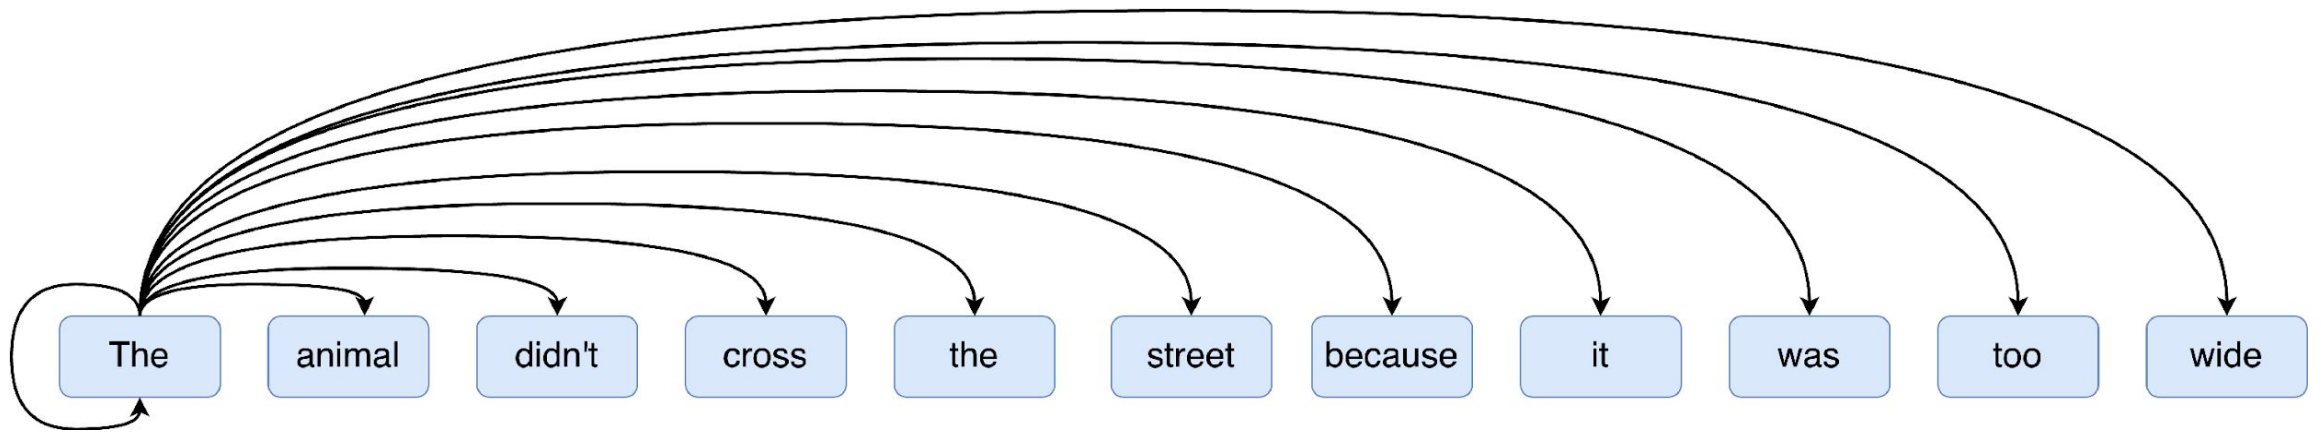 The animal didn't cross the street because it was too wide